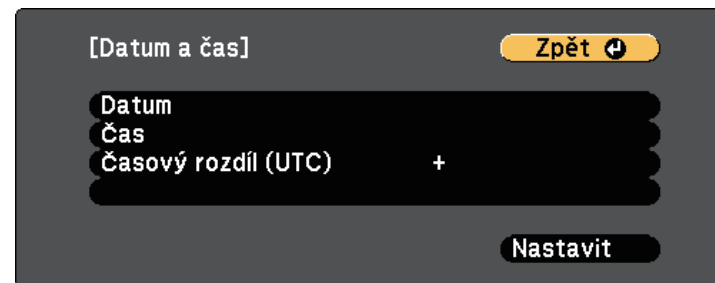 [Datum a čas] Zpět
Datum
Čas
Časový rozdíl (UTC) +
Nastavit